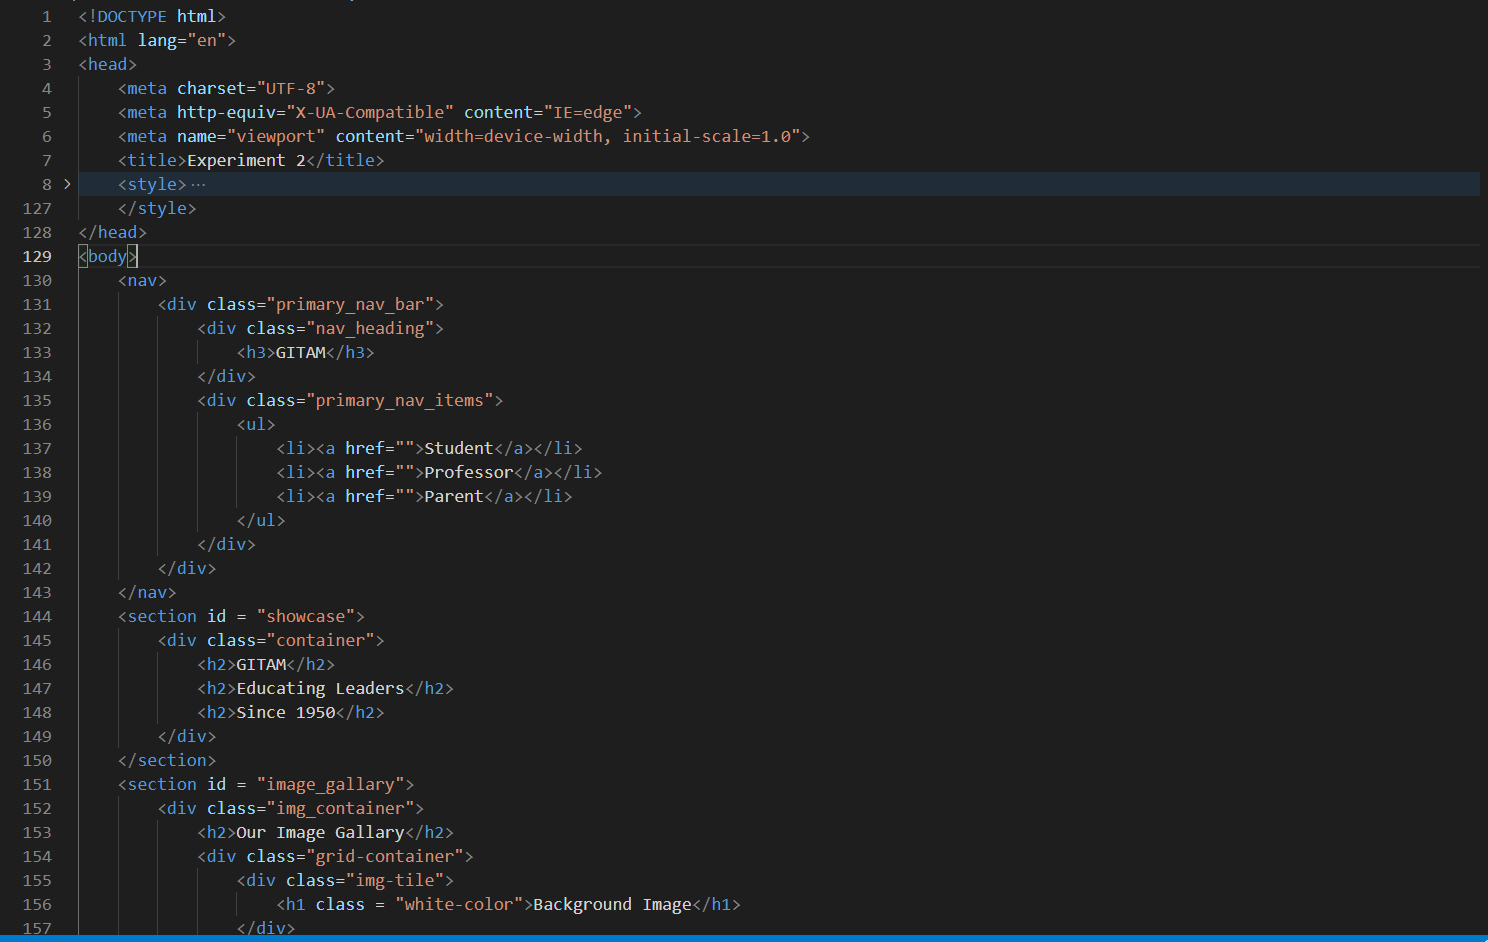 1 <!DOCTYPE html>
2 <html lang="en">
3 <head>
4     <meta charset="UTF-8">
5     <meta http-equiv="X-UA-Compatible" content="IE=edge">
6     <meta name="viewport" content="width=device-width, initial-scale=1.0">
7     <title>Experiment 2</title>
8 >   <style>···
127     </style>
128 </head>
129 <body>
130     <nav>
131         <div class="primary_nav_bar">
132             <div class="nav_heading">
133                 <h3>GITAM</h3>
134             </div>
135             <div class="primary_nav_items">
136                 <ul>
137                     <li><a href="">Student</a></li>
138                     <li><a href="">Professor</a></li>
139                     <li><a href="">Parent</a></li>
140                 </ul>
141             </div>
142         </div>
143     </nav>
144     <section id = "showcase">
145         <div class="container">
146             <h2>GITAM</h2>
147             <h2>Educating Leaders</h2>
148             <h2>Since 1950</h2>
149         </div>
150     </section>
151     <section id = "image_gallary">
152         <div class="img_container">
153             <h2>Our Image Gallary</h2>
154             <div class="grid-container">
155                 <div class="img-tile">
156                     <h1 class = "white-color">Background Image</h1>
157                 </div>